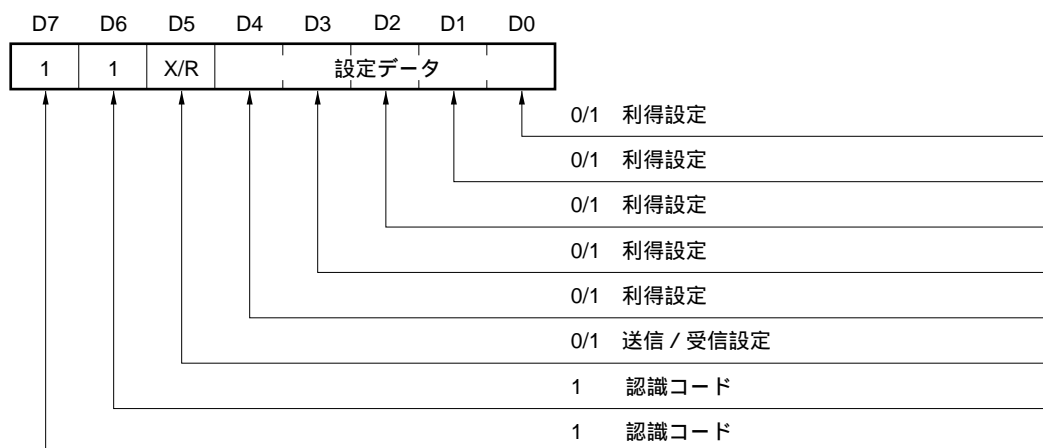 D7 D6 D5 D4 D3 D2 D1 D0
1 1 X/R 設定データ
0/1 利得設定
0/1 利得設定
0/1 利得設定
0/1 利得設定
0/1 利得設定
0/1 送信/受信設定
1 認識コード
1 認識コード